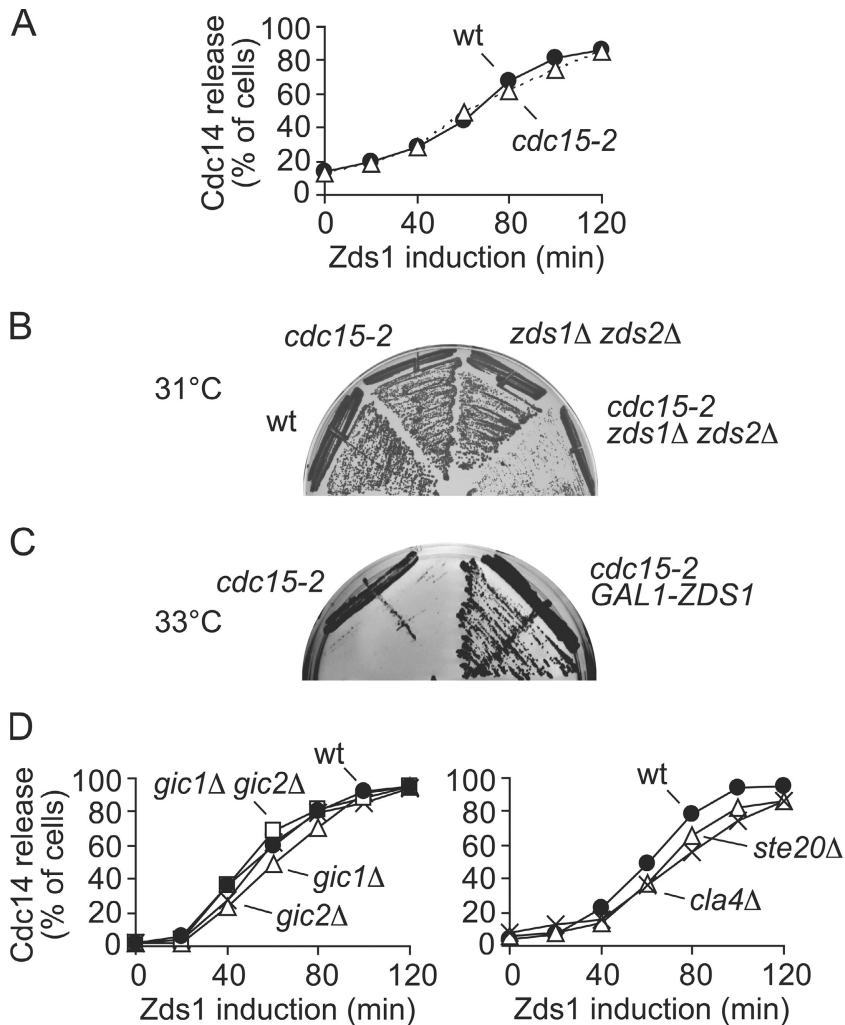 A
Cdc14 release
(% of cells)
100
80
60
40
20
0
wt
cdc15-2
0 40 80 120
Zds1 induction (min)
B
31°C
wt
cdc15-2
zds1Δ zds2Δ
cdc15-2
zds1Δ zds2Δ
C
33°C
cdc15-2
cdc15-2
GAL1-ZDS1
D
Cdc14 release
(% of cells)
100
80
60
40
20
0
gic1Δ gic2Δ
wt
gic1Δ
gic2Δ
0 40 80 120
Zds1 induction (min)
100
80
60
40
20
0
wt
ste20Δ
cla4Δ
0 40 80 120
Zds1 induction (min)